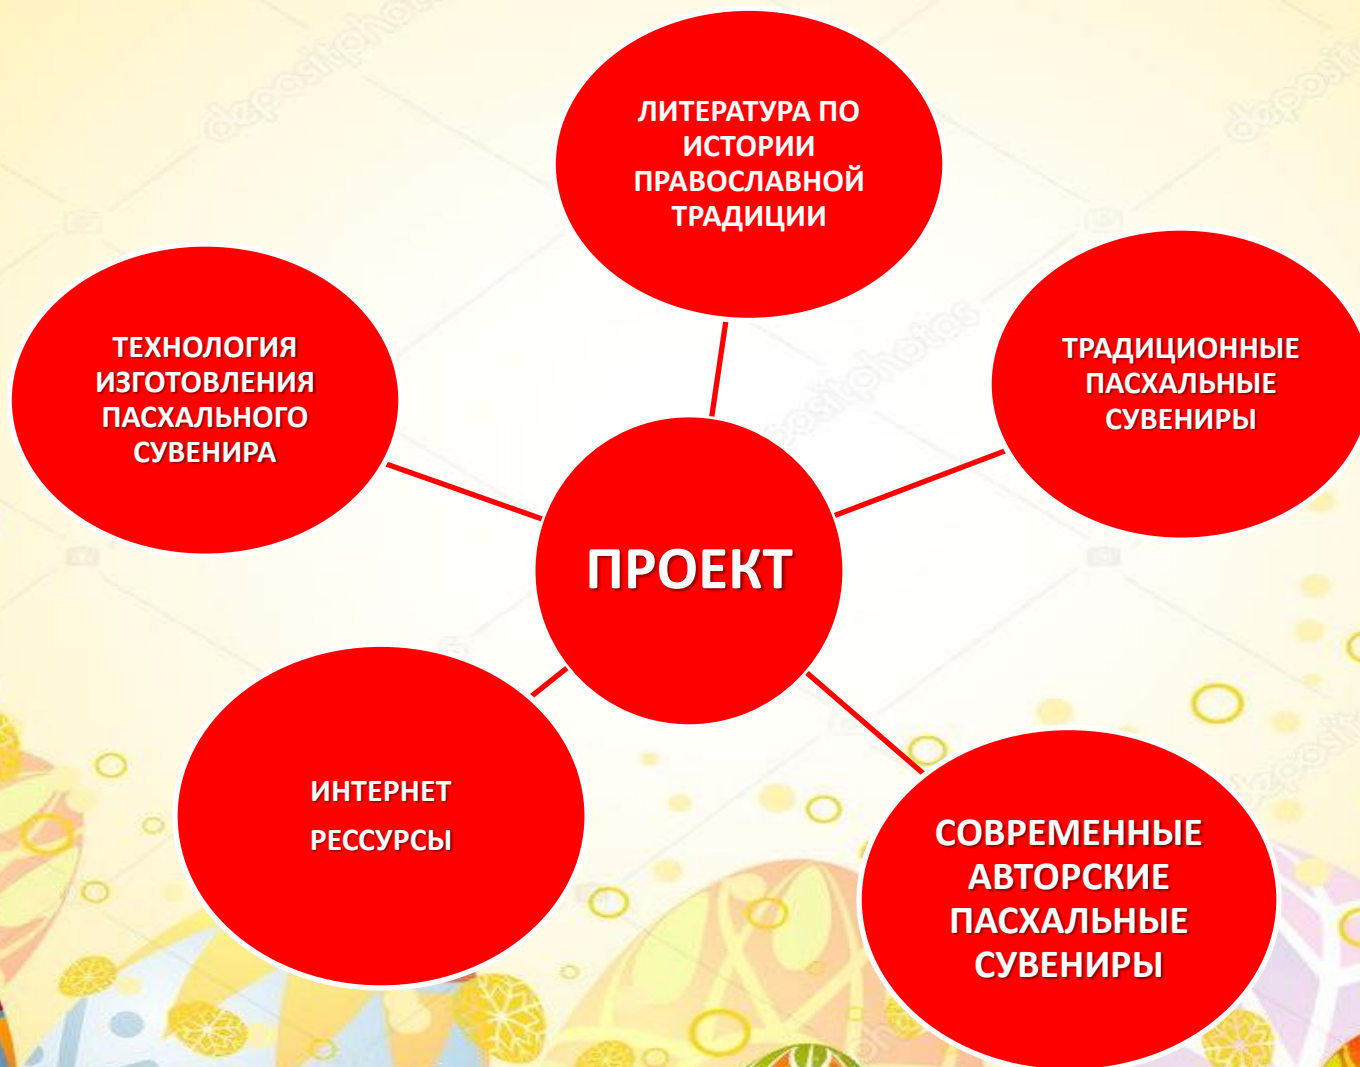 ЛИТЕРАТУРА ПО
ИСТОРИИ
ПРАВОСЛАВНОЙ
ТРАДИЦИИ
ТРАДИЦИОННЫЕ
ПАСХАЛЬНЫЕ
СУВЕНИРЫ
ТЕХНОЛОГИЯ
ИЗГОТОВЛЕНИЯ
ПАСХАЛЬНОГО
СУВЕНИРА
ПРОЕКТ
ИНТЕРНЕТ
РЕССУРСЫ
СОВРЕМЕННЫЕ
АВТОРСКИЕ
ПАСХАЛЬНЫЕ
СУВЕНИРЫ
depositphotos